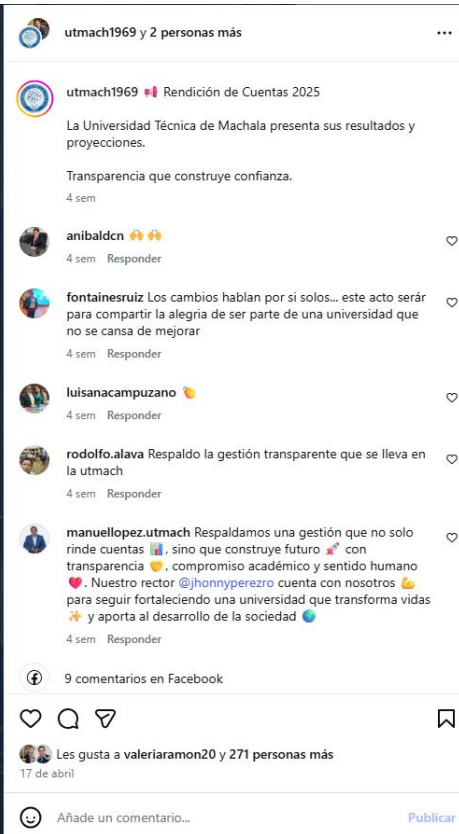 utmach1969 y 2 personas más
utmach1969 📢 Rendición de Cuentas 2025
La Universidad Técnica de Machala presenta sus resultados y
proyecciones.
Transparencia que construye confianza.
4 sem
anibaldcn 🙌 🙌
4 sem Responder
fontainesruiz Los cambios hablan por si solos... este acto serár
para compartir la alegria de ser parte de una universidad que
no se cansa de mejorar
4 sem Responder
luisanacampuzano 👏
4 sem Responder
rodolfo.alava Respaldo la gestión transparente que se lleva en
la utmach
4 sem Responder
manuellopez.utmach Respaldamos una gestión que no solo
rinde cuentas 📊, sino que construye futuro 🚀 con
transparencia 🤝, compromiso académico y sentido humano
❤️. Nuestro rector @jhonnyperezro cuenta con nosotros 💪
para seguir fortaleciendo una universidad que transforma vidas
✨ y aporta al desarrollo de la sociedad 🌎
4 sem Responder
9 comentarios en Facebook
Les gusta a valeriaramon20 y 271 personas más
17 de abril
Añade un comentario... Publicar